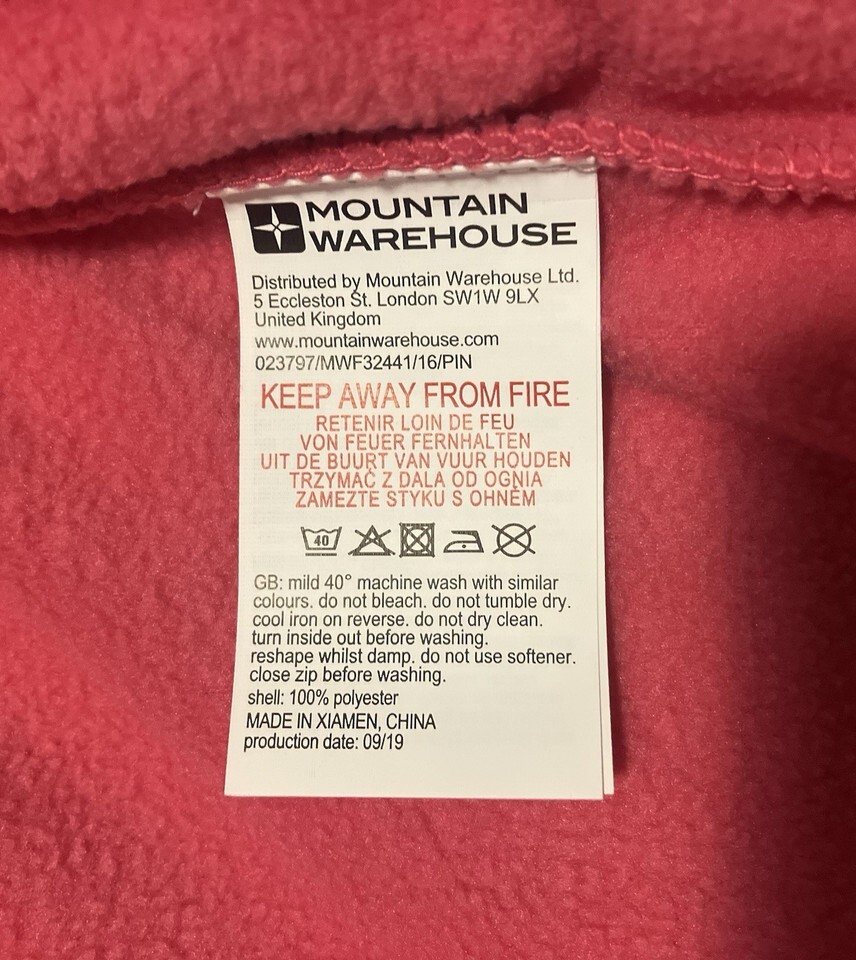 MOUNTAIN
WAREHOUSE
Distributed by Mountain Warehouse Ltd.
5 Eccleston St. London SW1W 9LX
United Kingdom
www.mountainwarehouse.com
023797/MWF32441/16/PIN
KEEP AWAY FROM FIRE
RETENIR LOIN DE FEU
VON FEUER FERNHALTEN
UIT DE BUURT VAN VUUR HOUDEN
TRZYMAĆ Z DALA OD OGNIA
ZAMEZTE STYKU S OHNĚM
40
GB: mild 40° machine wash with similar
colours. do not bleach. do not tumble dry.
cool iron on reverse. do not dry clean.
turn inside out before washing.
reshape whilst damp. do not use softener.
close zip before washing.
shell: 100% polyester
MADE IN XIAMEN, CHINA
production date: 09/19